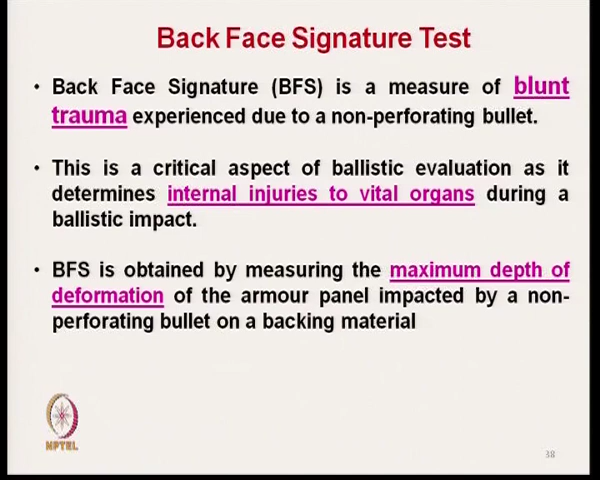 Back Face Signature Test
• Back Face Signature (BFS) is a measure of blunt
trauma experienced due to a non-perforating bullet.
• This is a critical aspect of ballistic evaluation as it
determines internal injuries to vital organs during a
ballistic impact.
• BFS is obtained by measuring the maximum depth of
deformation of the armour panel impacted by a non-
perforating bullet on a backing material
NPTEL
38